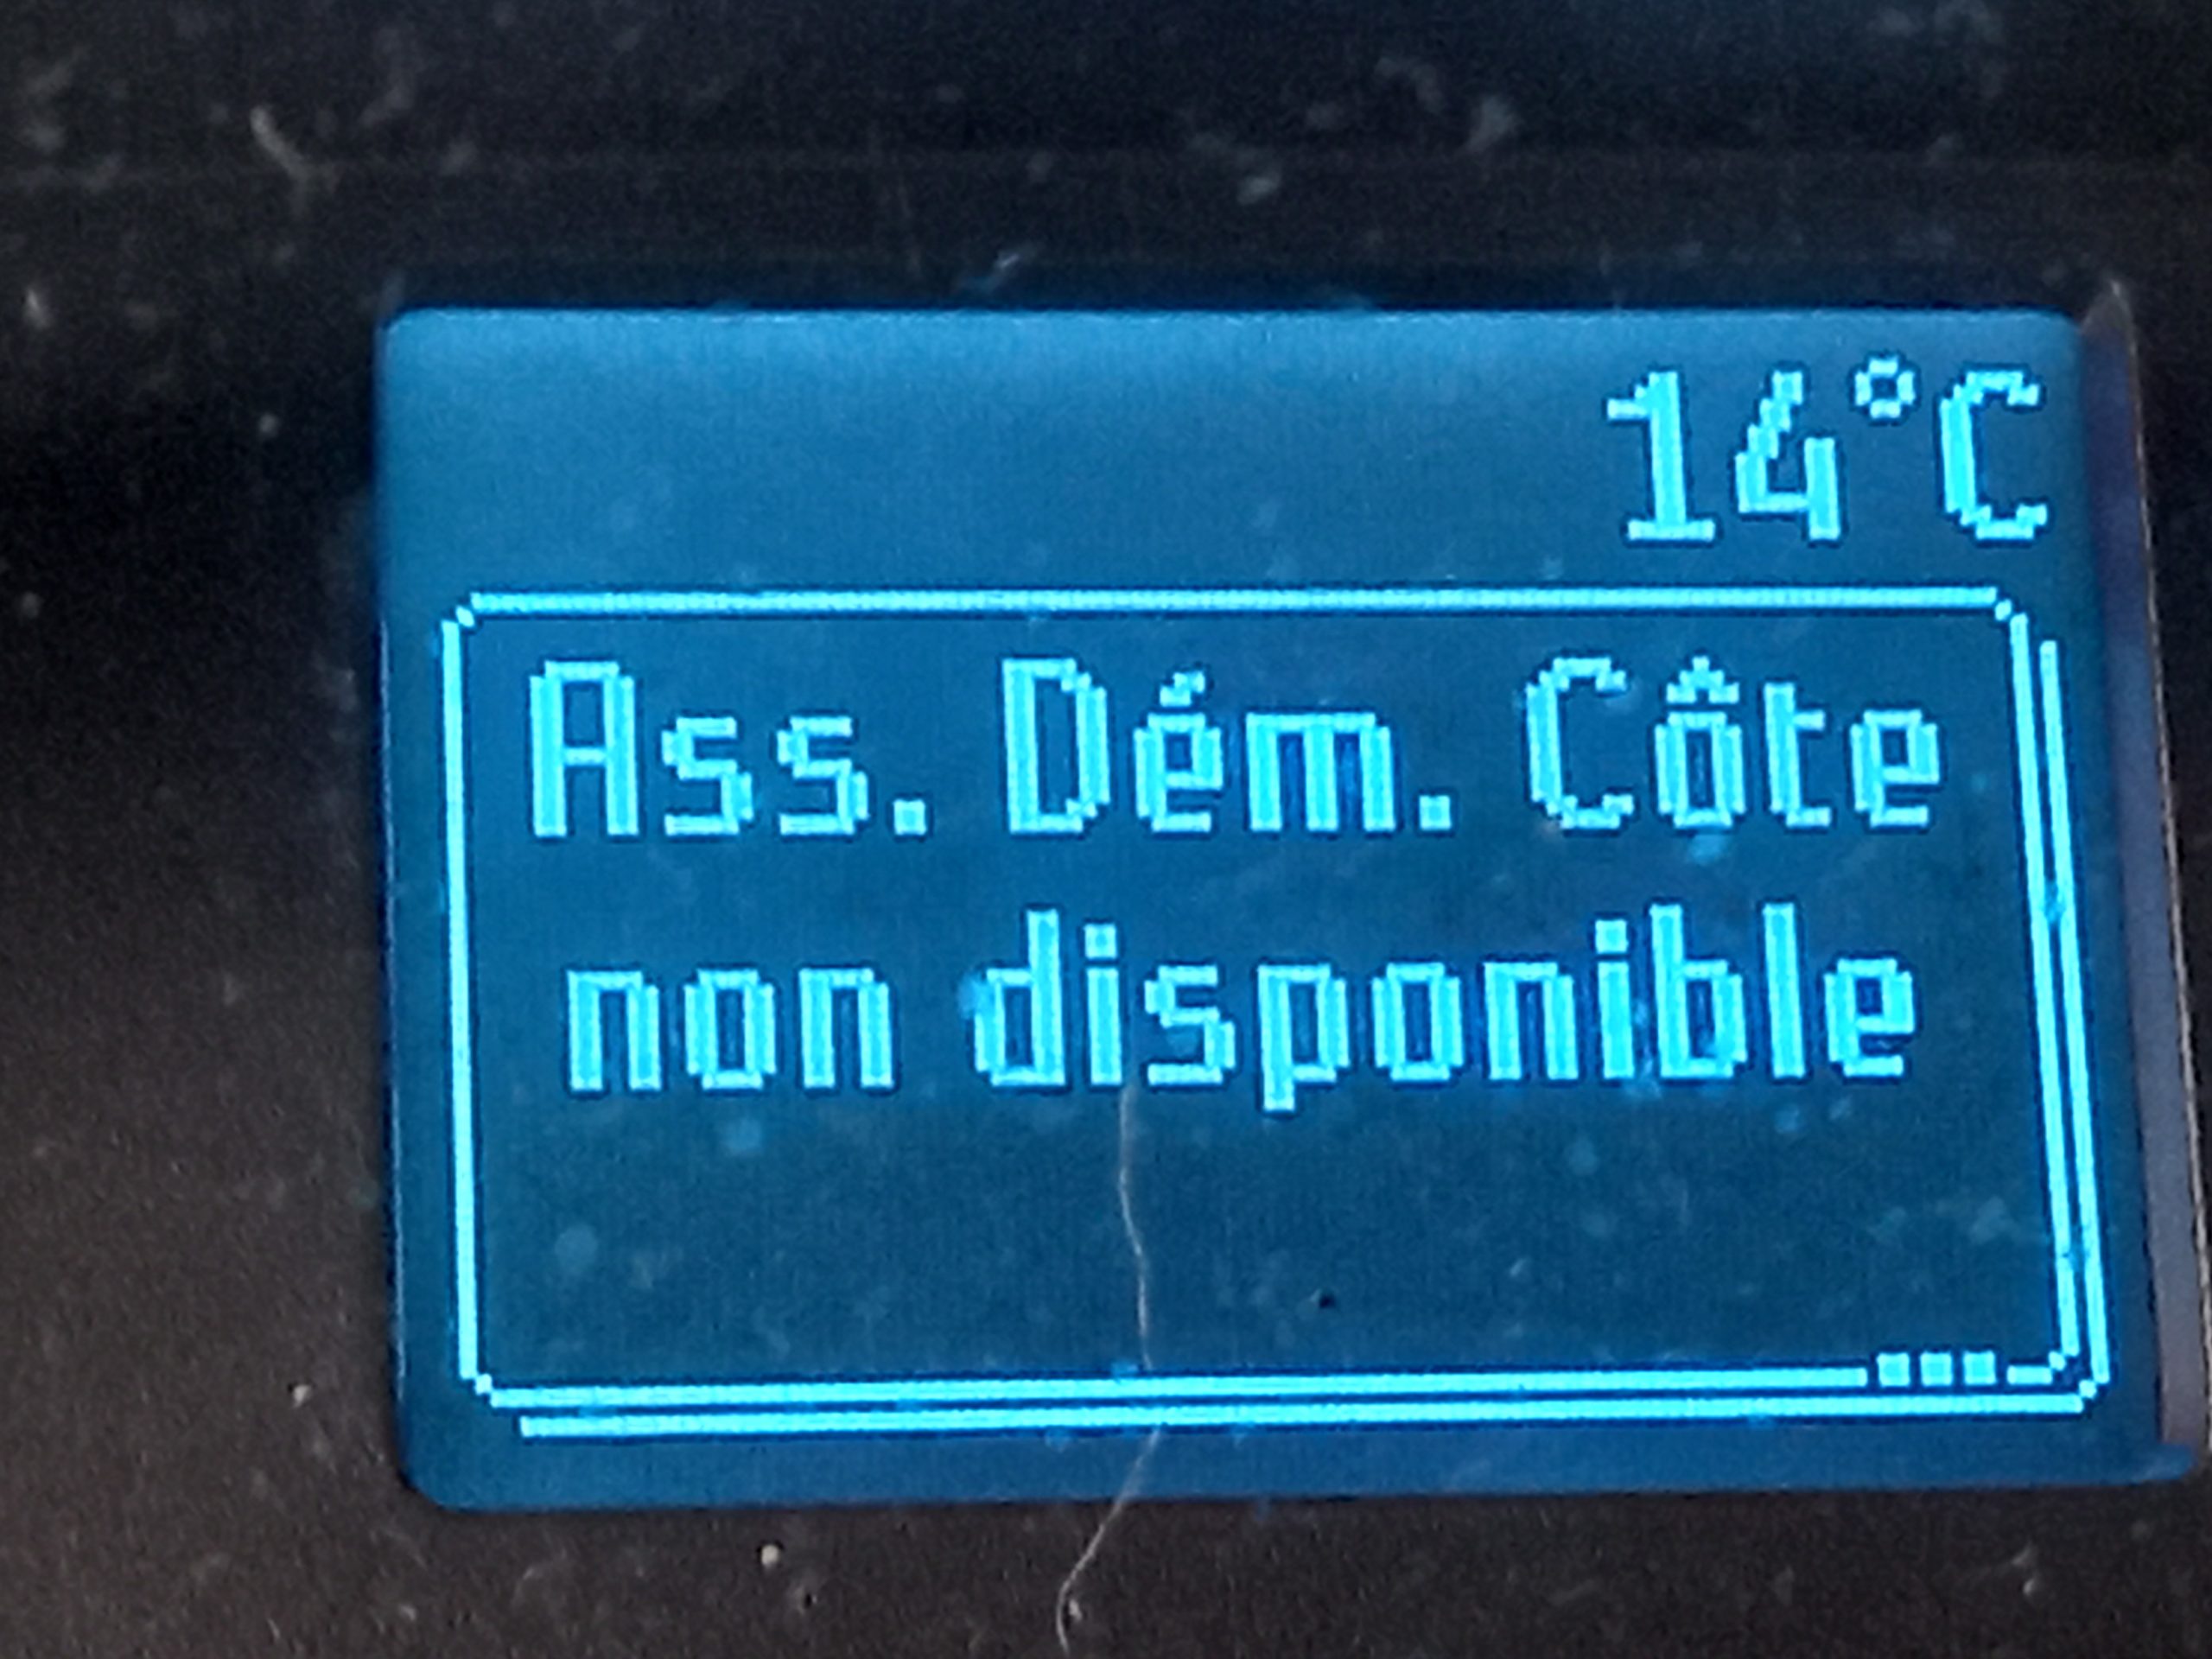 14°C
Ass. Dém. Côte
non disponible